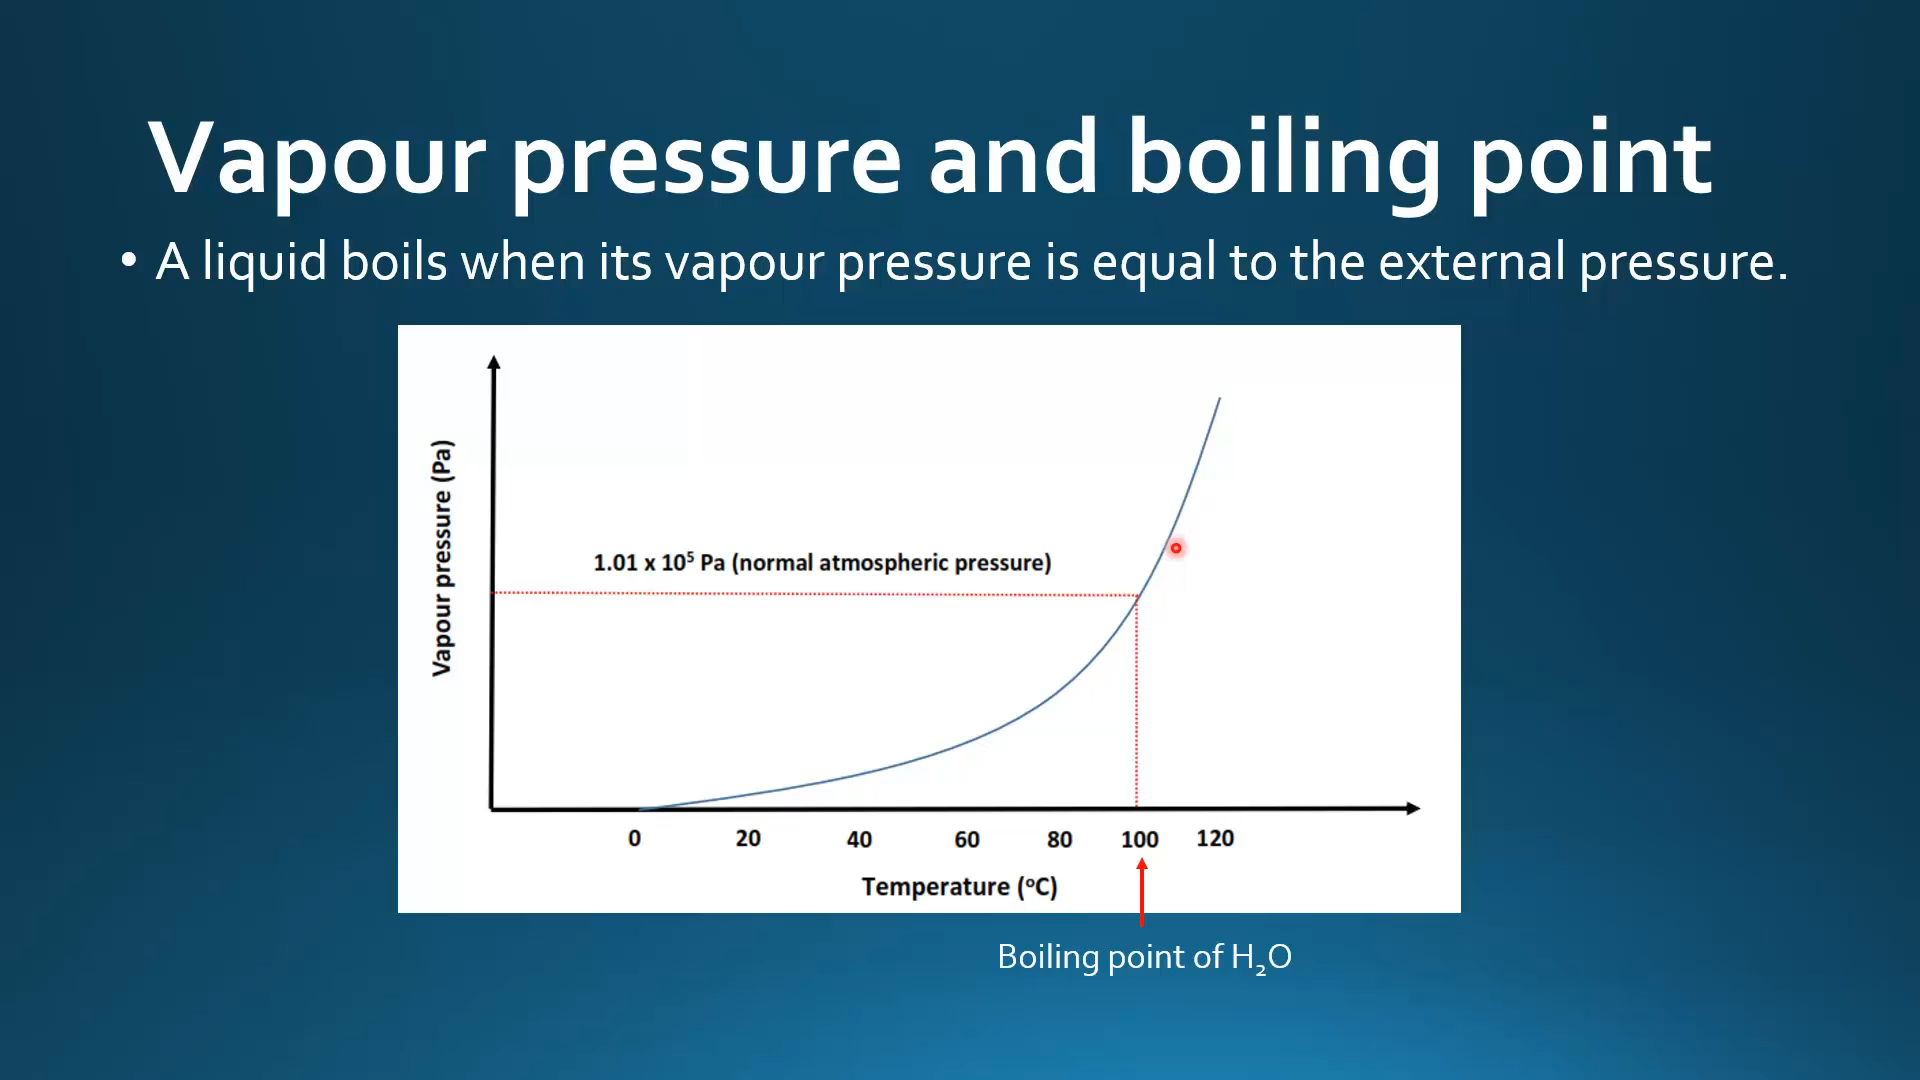 Vapour pressure and boiling point
• A liquid boils when its vapour pressure is equal to the external pressure.
Vapour pressure (Pa)
1.01 x 10⁵ Pa (normal atmospheric pressure)
0 20 40 60 80 100 120
Temperature (ºC)
Boiling point of H₂O